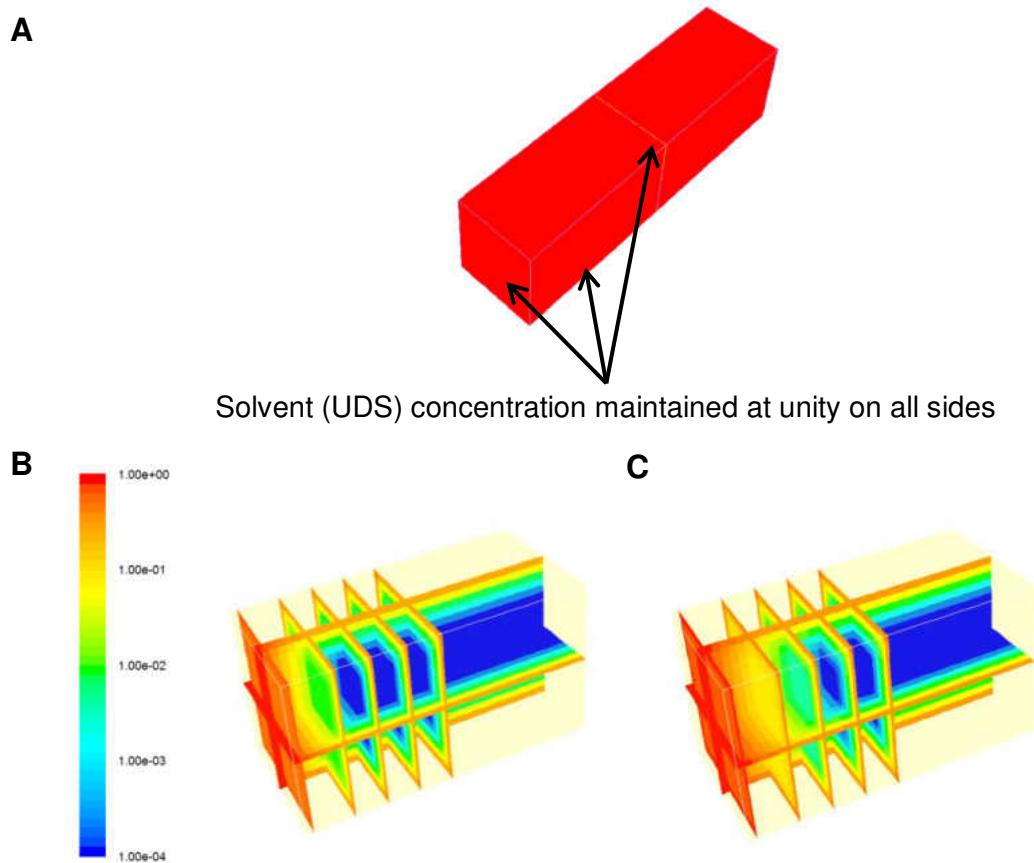 A
Solvent (UDS) concentration maintained at unity on all sides
B
C
1.00e+00
1.00e-01
1.00e-02
1.00e-03
1.00e-04